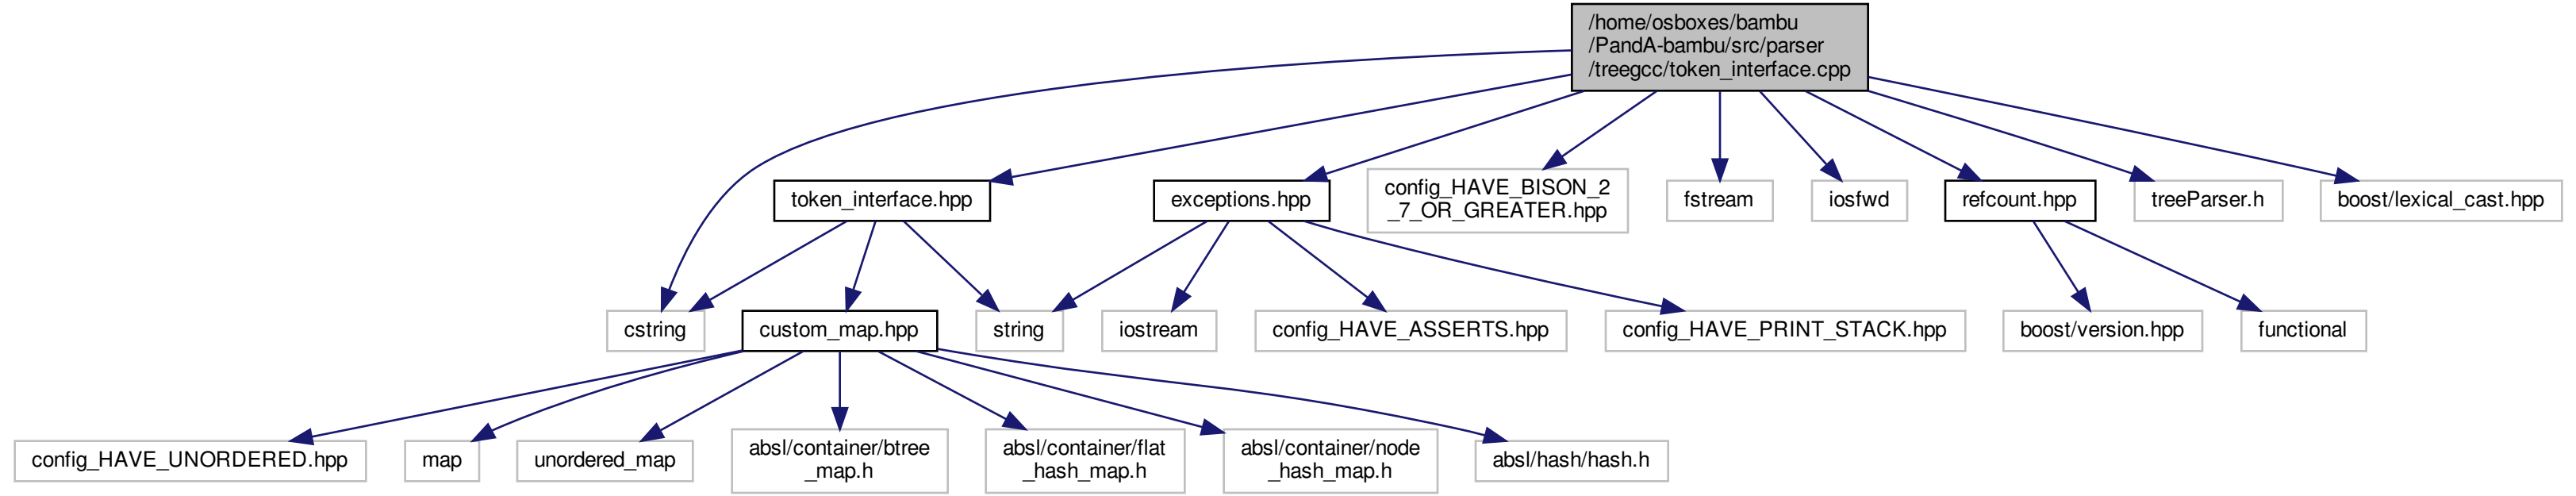 /home/osboxes/bambu
/PandA-bambu/src/parser
/treegcc/token_interface.cpp
token_interface.hpp
exceptions.hpp
config_HAVE_BISON_2
_7_OR_GREATER.hpp
fstream
iosfwd
refcount.hpp
treeParser.h
boost/lexical_cast.hpp
cstring
custom_map.hpp
string
iostream
config_HAVE_ASSERTS.hpp
config_HAVE_PRINT_STACK.hpp
boost/version.hpp
functional
config_HAVE_UNORDERED.hpp
map
unordered_map
absl/container/btree
_map.h
absl/container/flat
_hash_map.h
absl/container/node
_hash_map.h
absl/hash/hash.h